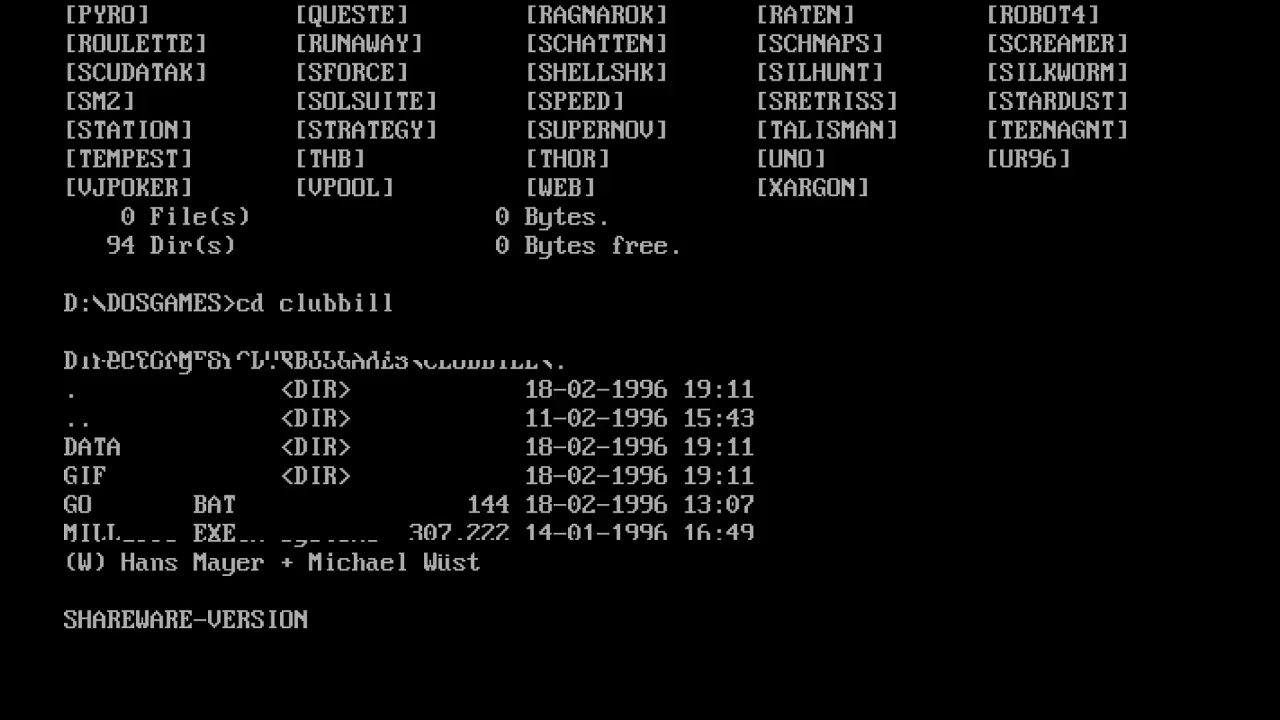 [PYRO] [QUESTE] [RAGNAROK] [RATEN] [ROBOT4]
[ROULETTE] [RUNAWAY] [SCHATTEN] [SCHNAPS] [SCREAMER]
[SCUDATAK] [SFORCE] [SHELLSHK] [SILHUNT] [SILKWORM]
[SM2] [SOLSUITE] [SPEED] [SRETRISS] [STARDUST]
[STATION] [STRATEGY] [SUPERNOV] [TALISMAN] [TEENAGNT]
[TEMPEST] [THB] [THOR] [UNO] [UR96]
[VJPOKER] [VPOOL] [WEB] [XARGON]
0 File(s) 0 Bytes.
94 Dir(s) 0 Bytes free.
D:\DOSGAMES>cd clubbill
. <DIR> 18-02-1996 19:11
.. <DIR> 11-02-1996 15:43
DATA <DIR> 18-02-1996 19:11
GIF <DIR> 18-02-1996 19:11
GO BAT 144 18-02-1996 13:07
EXE 307.222 14-01-1996 16:49
(W) Hans Mayer + Michael Wüst
SHAREWARE-VERSION